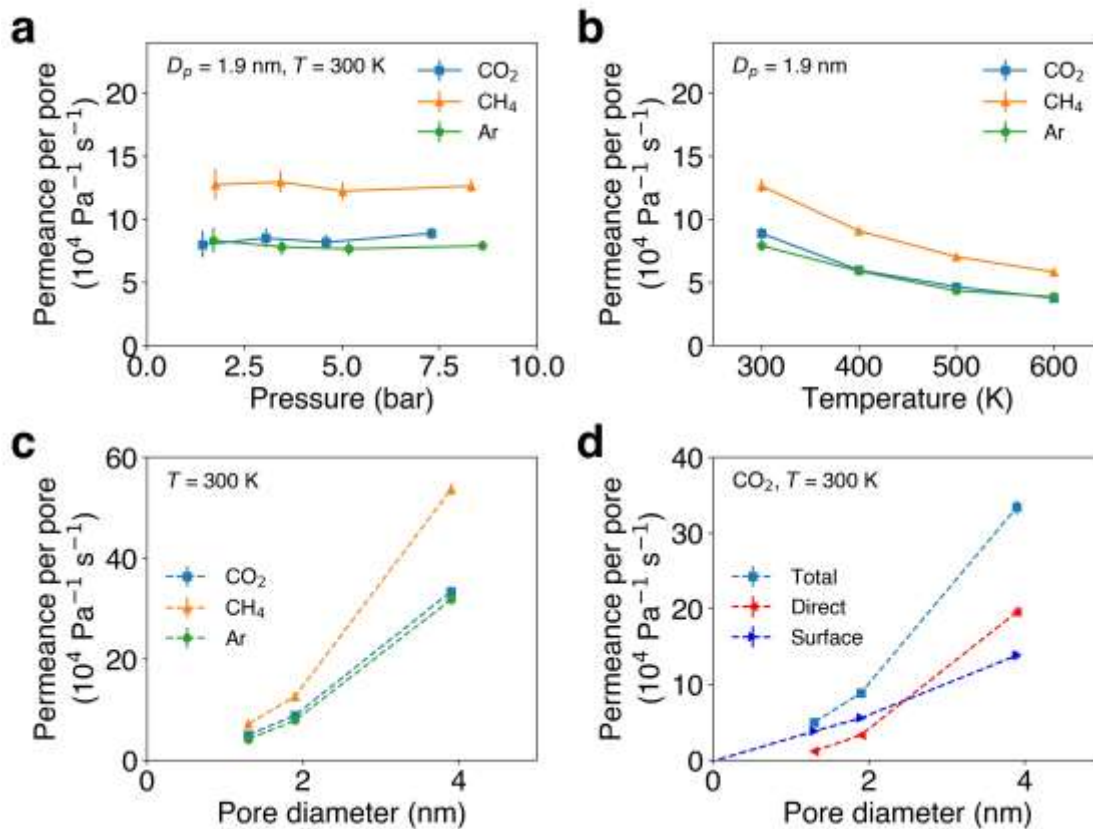 a
D_p = 1.9 nm, T = 300 K
CO₂
CH₄
Ar
Permeance per pore
(10⁴ Pa⁻¹ s⁻¹)
20
15
10
5
0
0.0
2.5
5.0
7.5
10.0
Pressure (bar)
b
D_p = 1.9 nm
CO₂
CH₄
Ar
Permeance per pore
(10⁴ Pa⁻¹ s⁻¹)
20
15
10
5
0
300
400
500
600
Temperature (K)
c
T = 300 K
CO₂
CH₄
Ar
Permeance per pore
(10⁴ Pa⁻¹ s⁻¹)
60
40
20
0
0
2
4
Pore diameter (nm)
d
CO₂, T = 300 K
Total
Direct
Surface
Permeance per pore
(10⁴ Pa⁻¹ s⁻¹)
40
30
20
10
0
0
2
4
Pore diameter (nm)